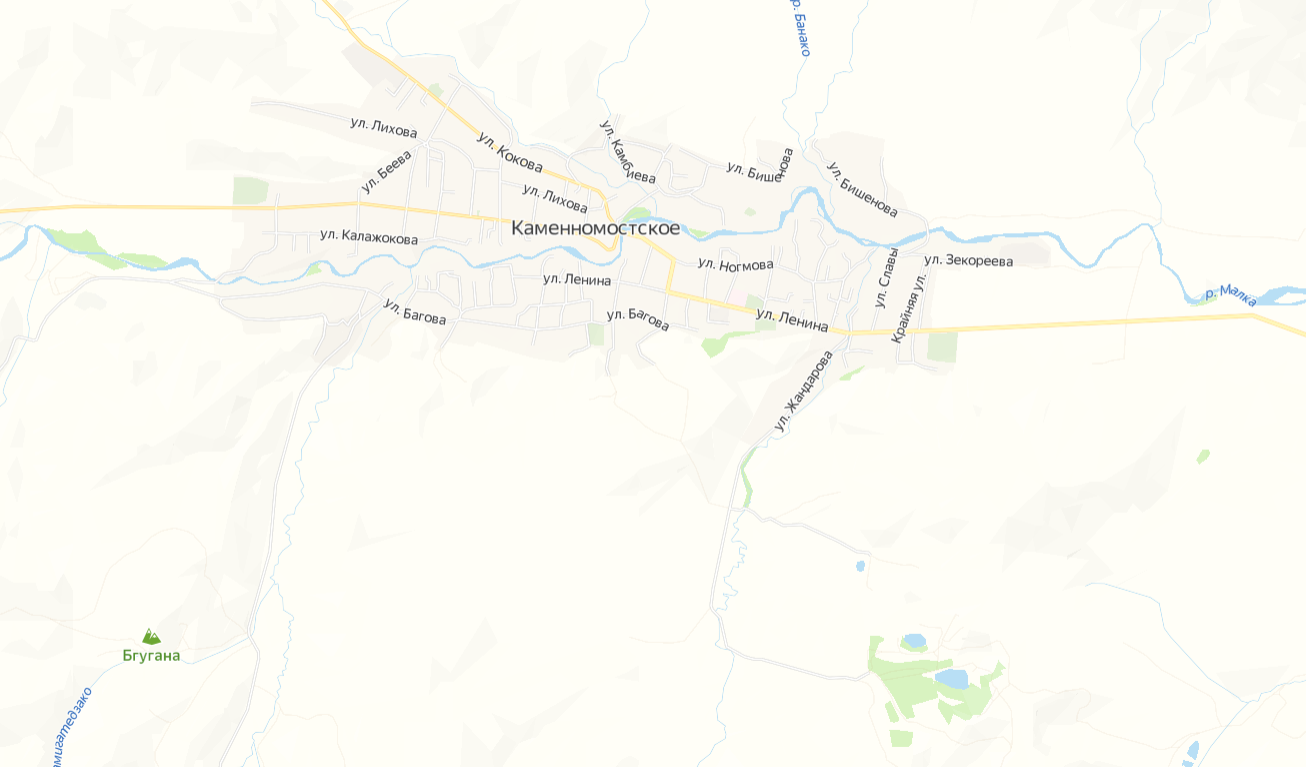 р. Банако
ул. Лихова
ул. Кокова
ул. Камбиева
ул. Бишенова
ул. Беева
ул. Бишенова
ул. Лихова
Каменномостское
ул. Калажокова
ул. Ногмова
ул. Зекореева
ул. Славы
ул. Ленина
Крайняя ул.
р. Малка
ул. Багова
ул. Багова
ул. Ленина
ул. Жандарова
Бгугана